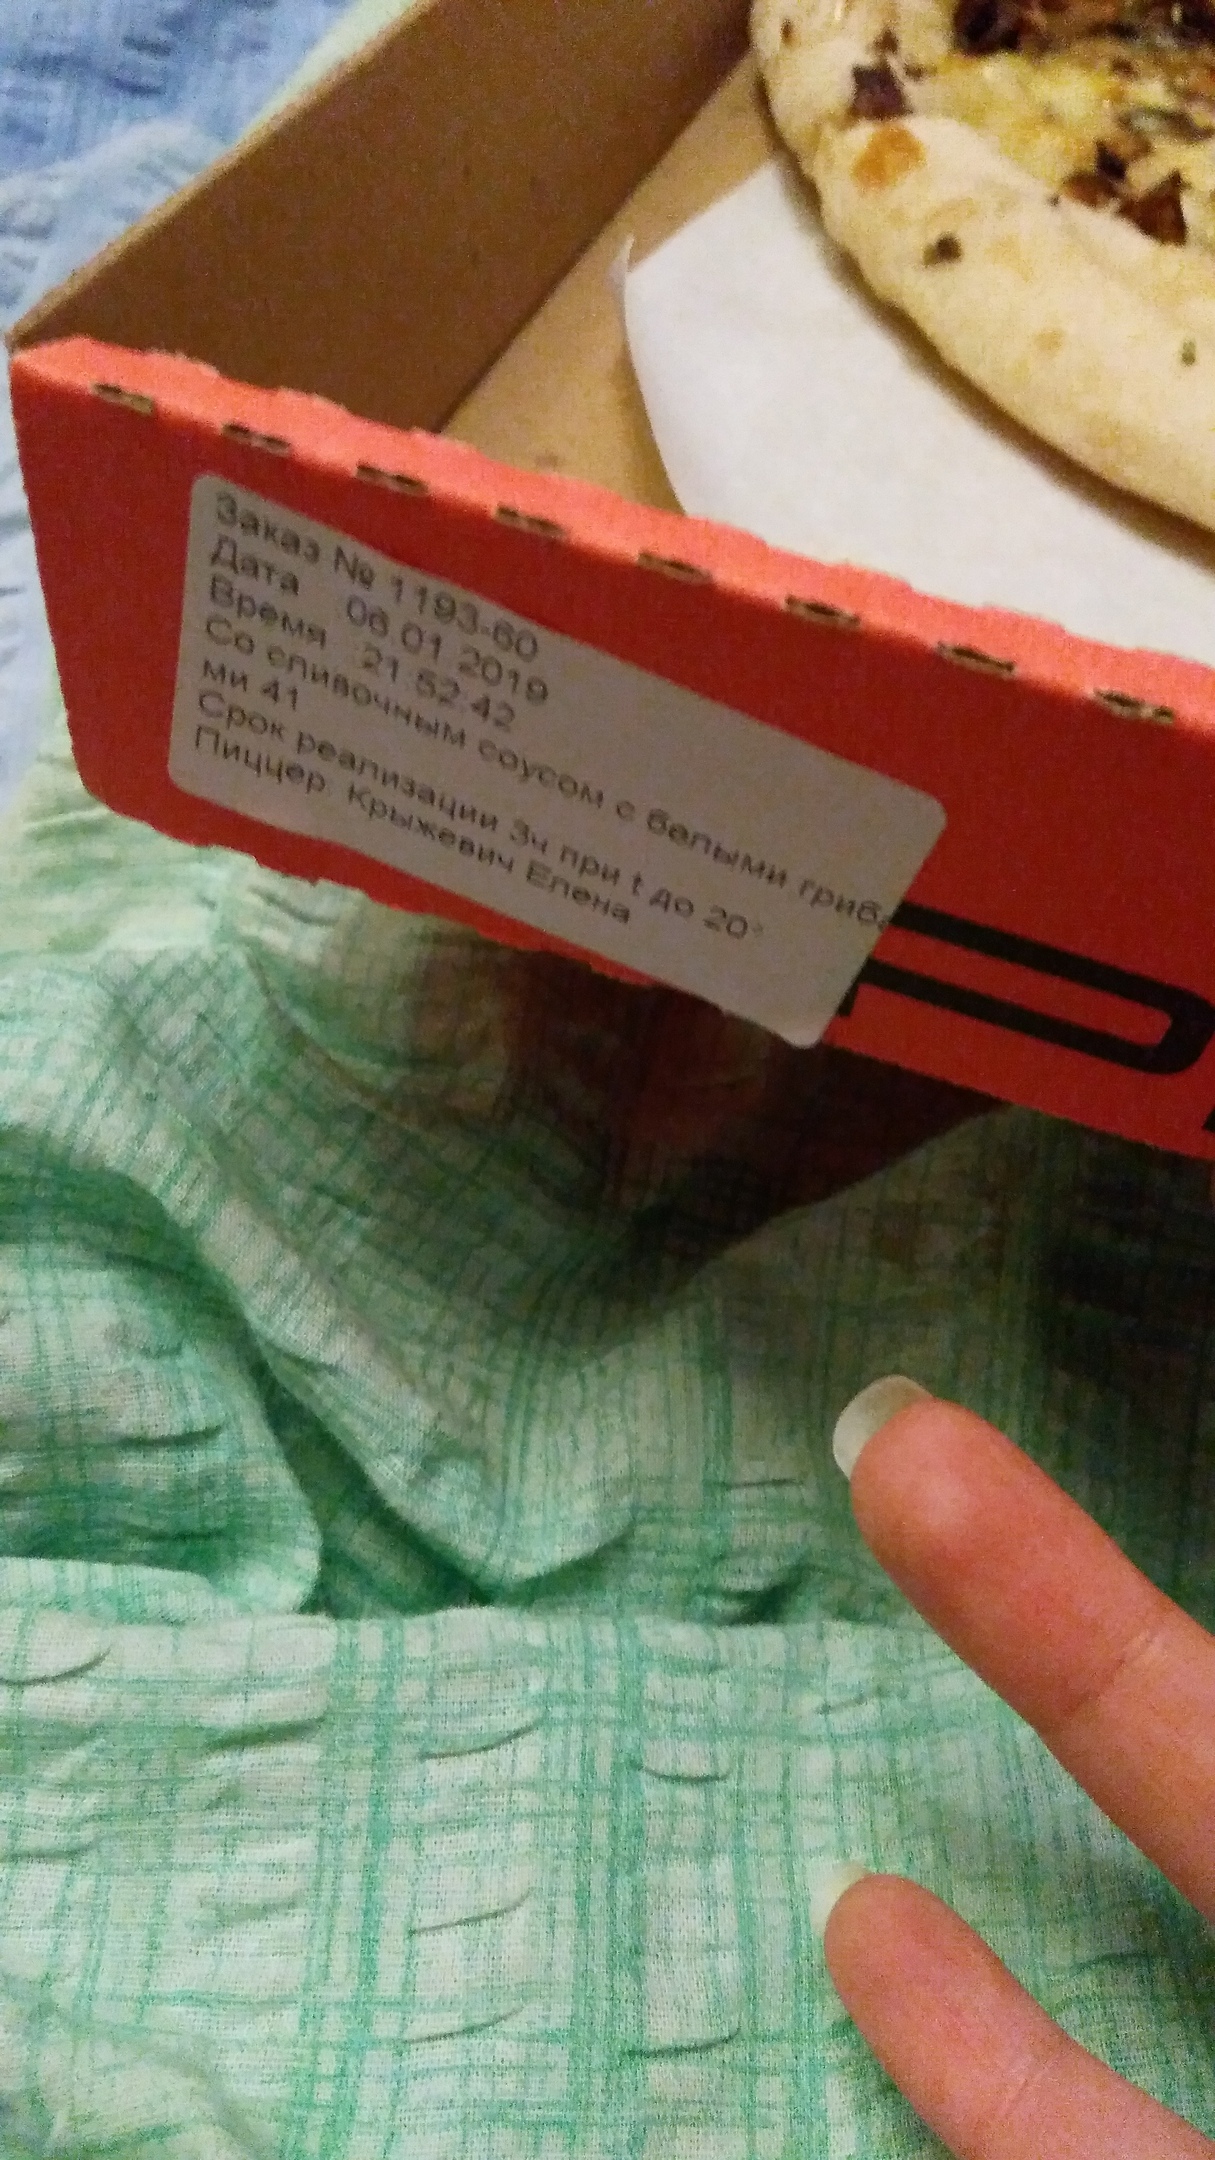 Заказ № 1193-60
Дата 06.01.2019
Время 21:52:42
Со сливочным соусом с белыми гриба
ми 41
Срок реализации 3ч при t до 20°
Пиццер: Крыжевич Елена